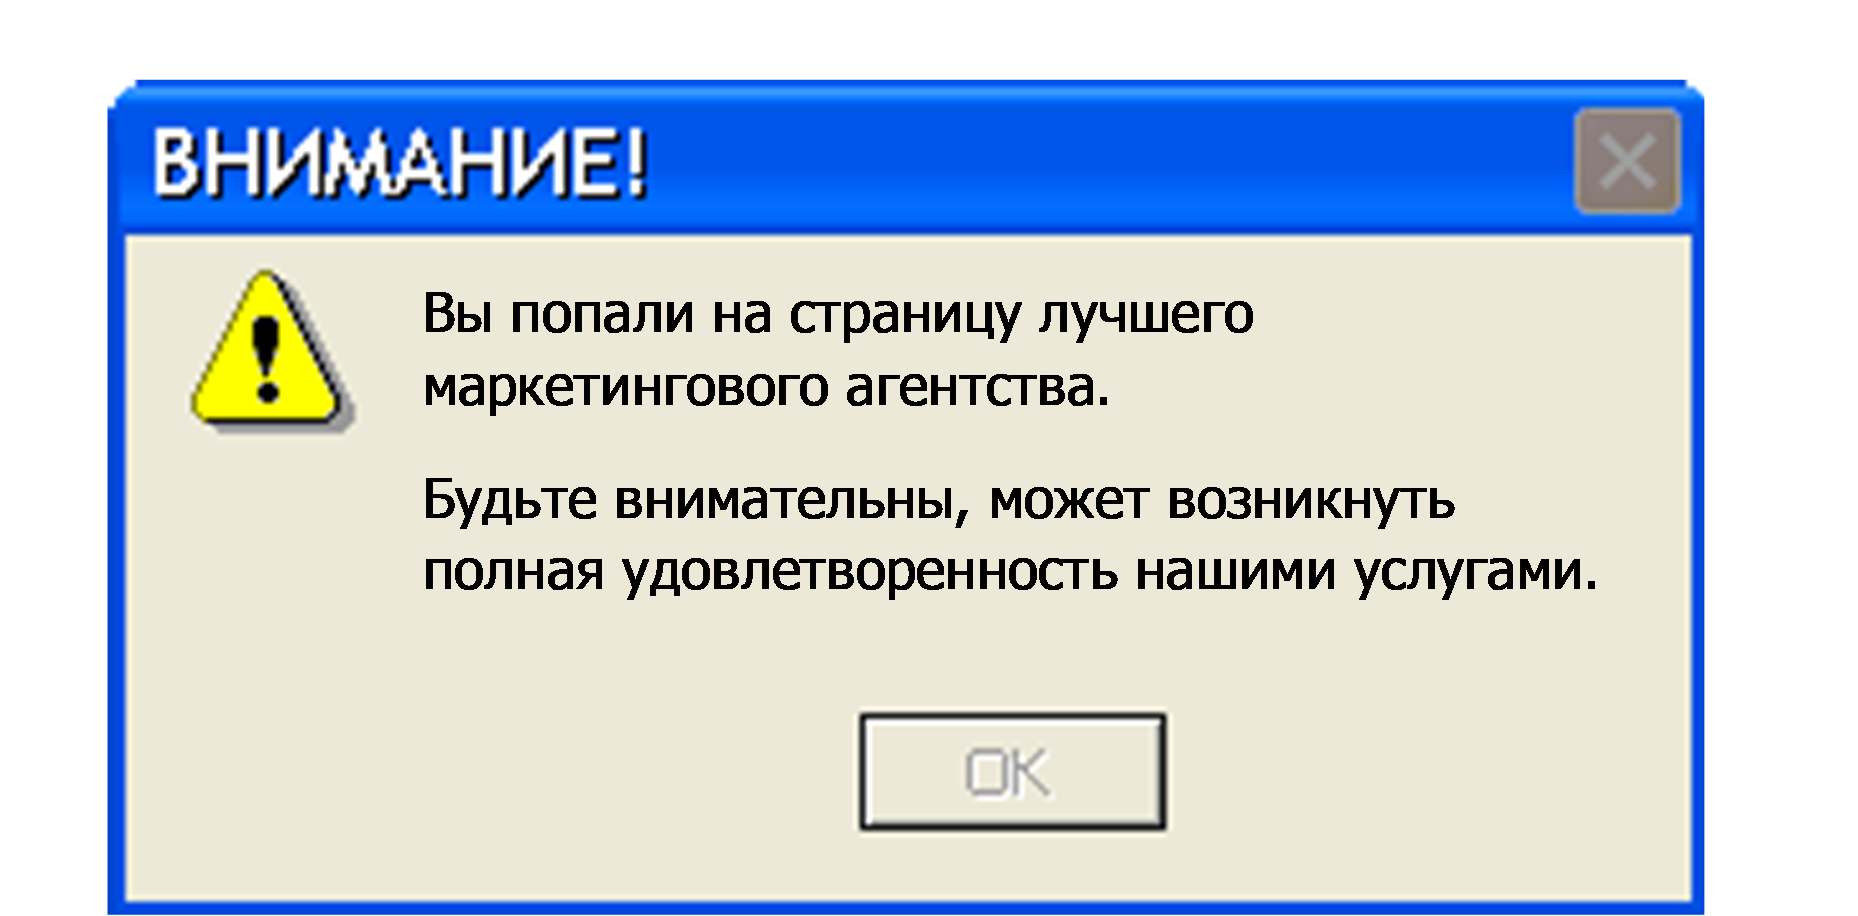 ВНИМАНИЕ!
Вы попали на страницу лучшего
маркетингового агентства.
Будьте внимательны, может возникнуть
полная удовлетворенность нашими услугами.
OK